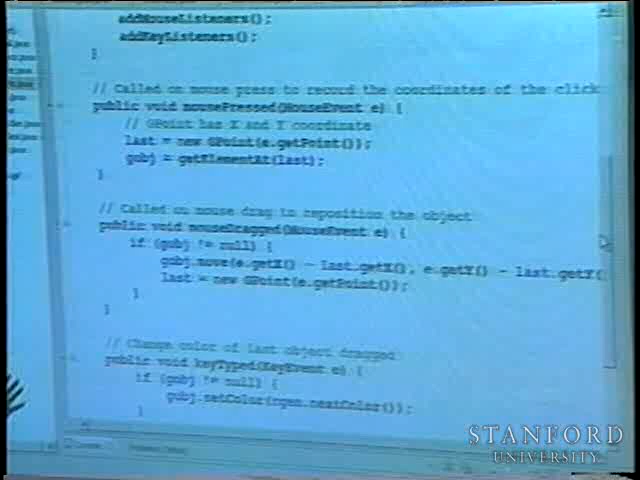 addMouseListeners();
addKeyListeners();
}
// Called on mouse press to record the coordinates of the click
public void mousePressed(MouseEvent e) {
// GPoint has X and Y coordinate
last = new GPoint(e.getPoint());
gobj = getElementAt(last);
}
// Called on mouse drag to reposition the object
public void mouseDragged(MouseEvent e) {
if (gobj != null) {
gobj.move(e.getX() - last.getX(), e.getY() - last.getY(
last = new GPoint(e.getPoint());
}
}
// Change color of last object dragged
public void keyTyped(KeyEvent e) {
if (gobj != null) {
gobj.setColor(rgen.nextColor());
}
STANFORD
UNIVERSITY